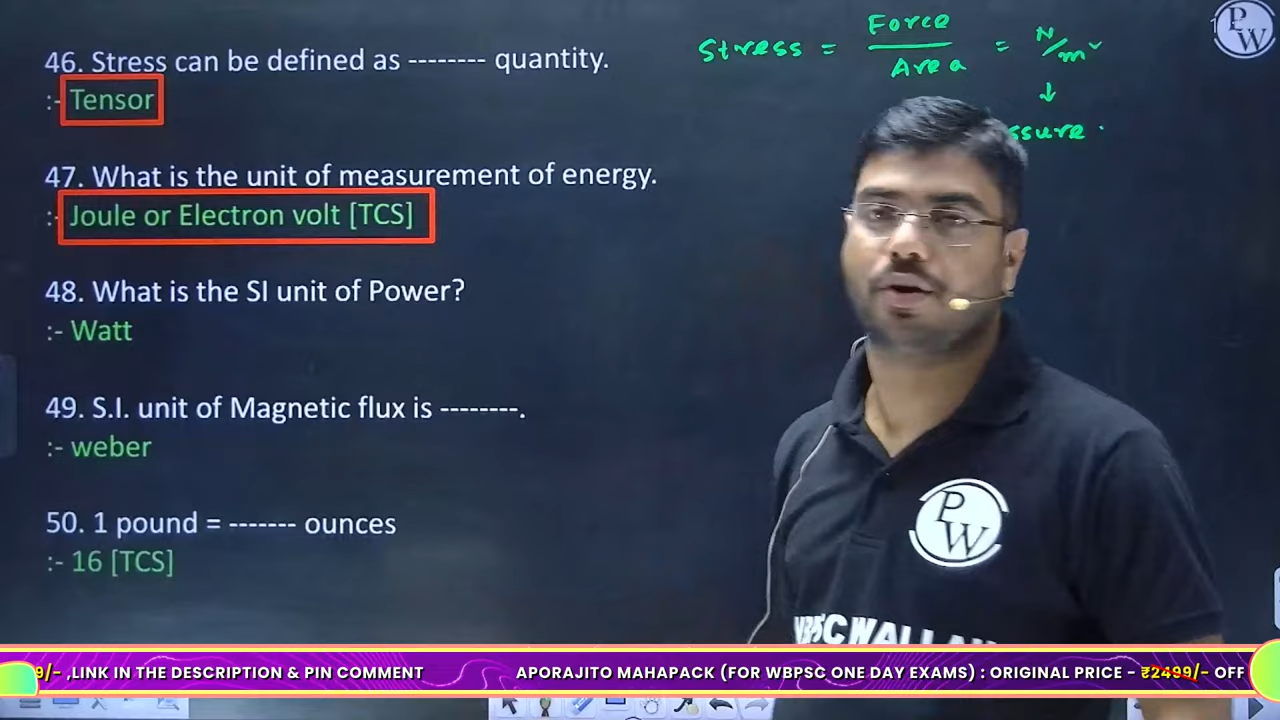 46. Stress can be defined as -------- quantity.
:- Tensor
47. What is the unit of measurement of energy.
:- Joule or Electron volt [TCS]
48. What is the SI unit of Power?
:- Watt
49. S.I. unit of Magnetic flux is --------.
:- weber
50. 1 pound = ------- ounces
:- 16 [TCS]
Stress = Force / Area = N/m²
↓
ssure
PW
PW
9/- ,LINK IN THE DESCRIPTION & PIN COMMENT
APORAJITO MAHAPACK (FOR WBPSC ONE DAY EXAMS) : ORIGINAL PRICE - ₹2499/- OFF